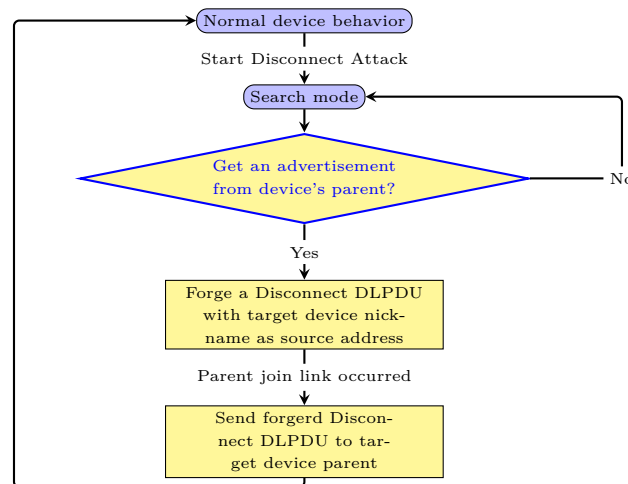 Normal device behavior
Start Disconnect Attack
Search mode
Get an advertisement
from device's parent?
No
Yes
Forge a Disconnect DLPDU
with target device nick-
name as source address
Parent join link occurred
Send forgerd Discon-
nect DLPDU to tar-
get device parent